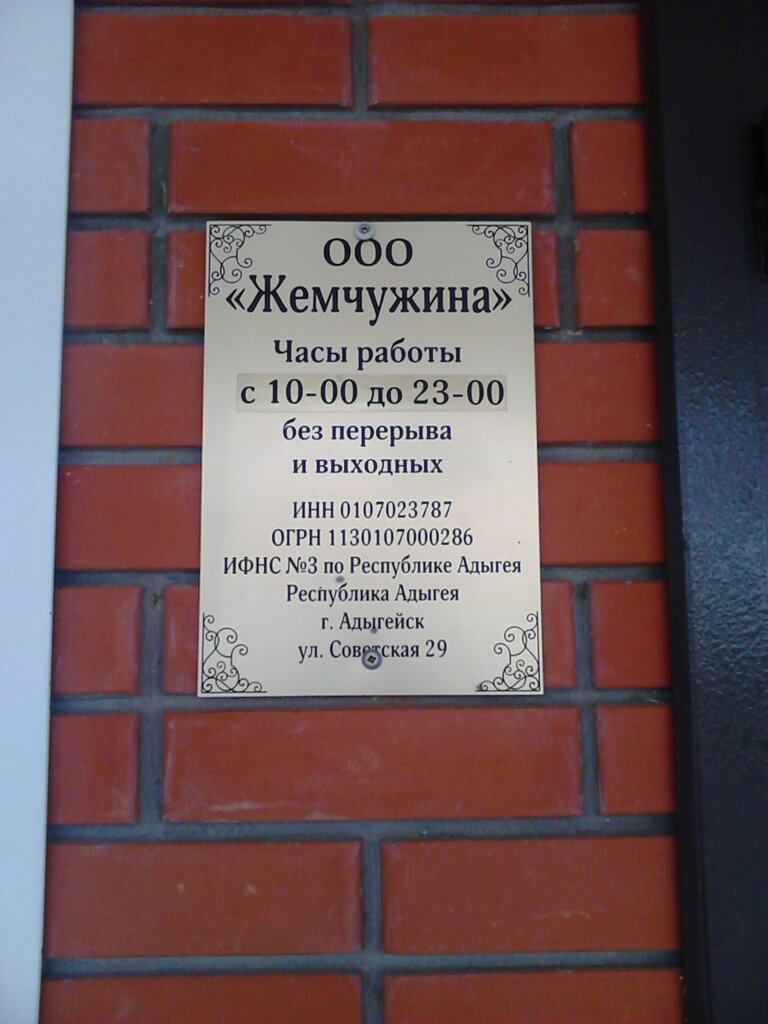 ООО
«Жемчужина»
Часы работы
с 10-00 до 23-00
без перерыва
и выходных
ИНН 0107023787
ОГРН 1130107000286
ИФНС №3 по Республике Адыгея
Республика Адыгея
г. Адыгейск
ул. Советская 29